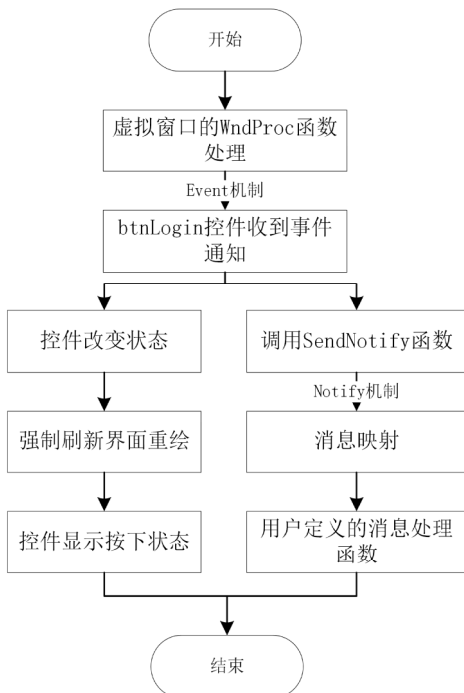 开始
虚拟窗口的WndProc函数
处理
Event机制
btnLogin控件收到事件
通知
控件改变状态
调用SendNotify函数
Notify机制
强制刷新界面重绘
消息映射
控件显示按下状态
用户定义的消息处理
函数
结束